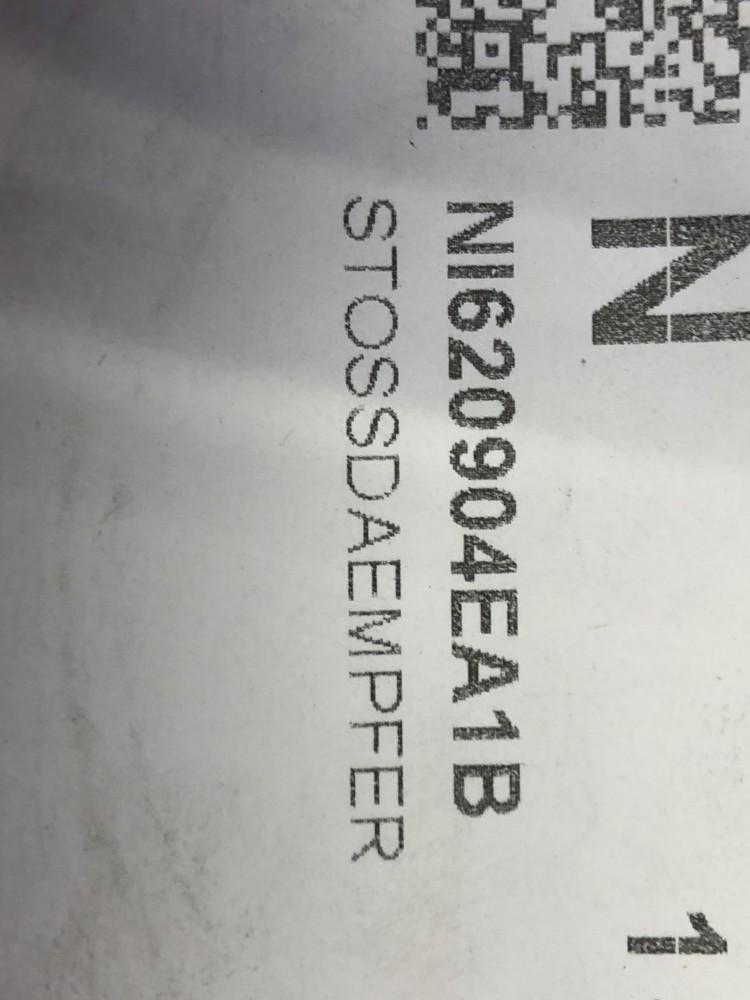 N
NI620904EA1B
STOSSDAEMPFER
1